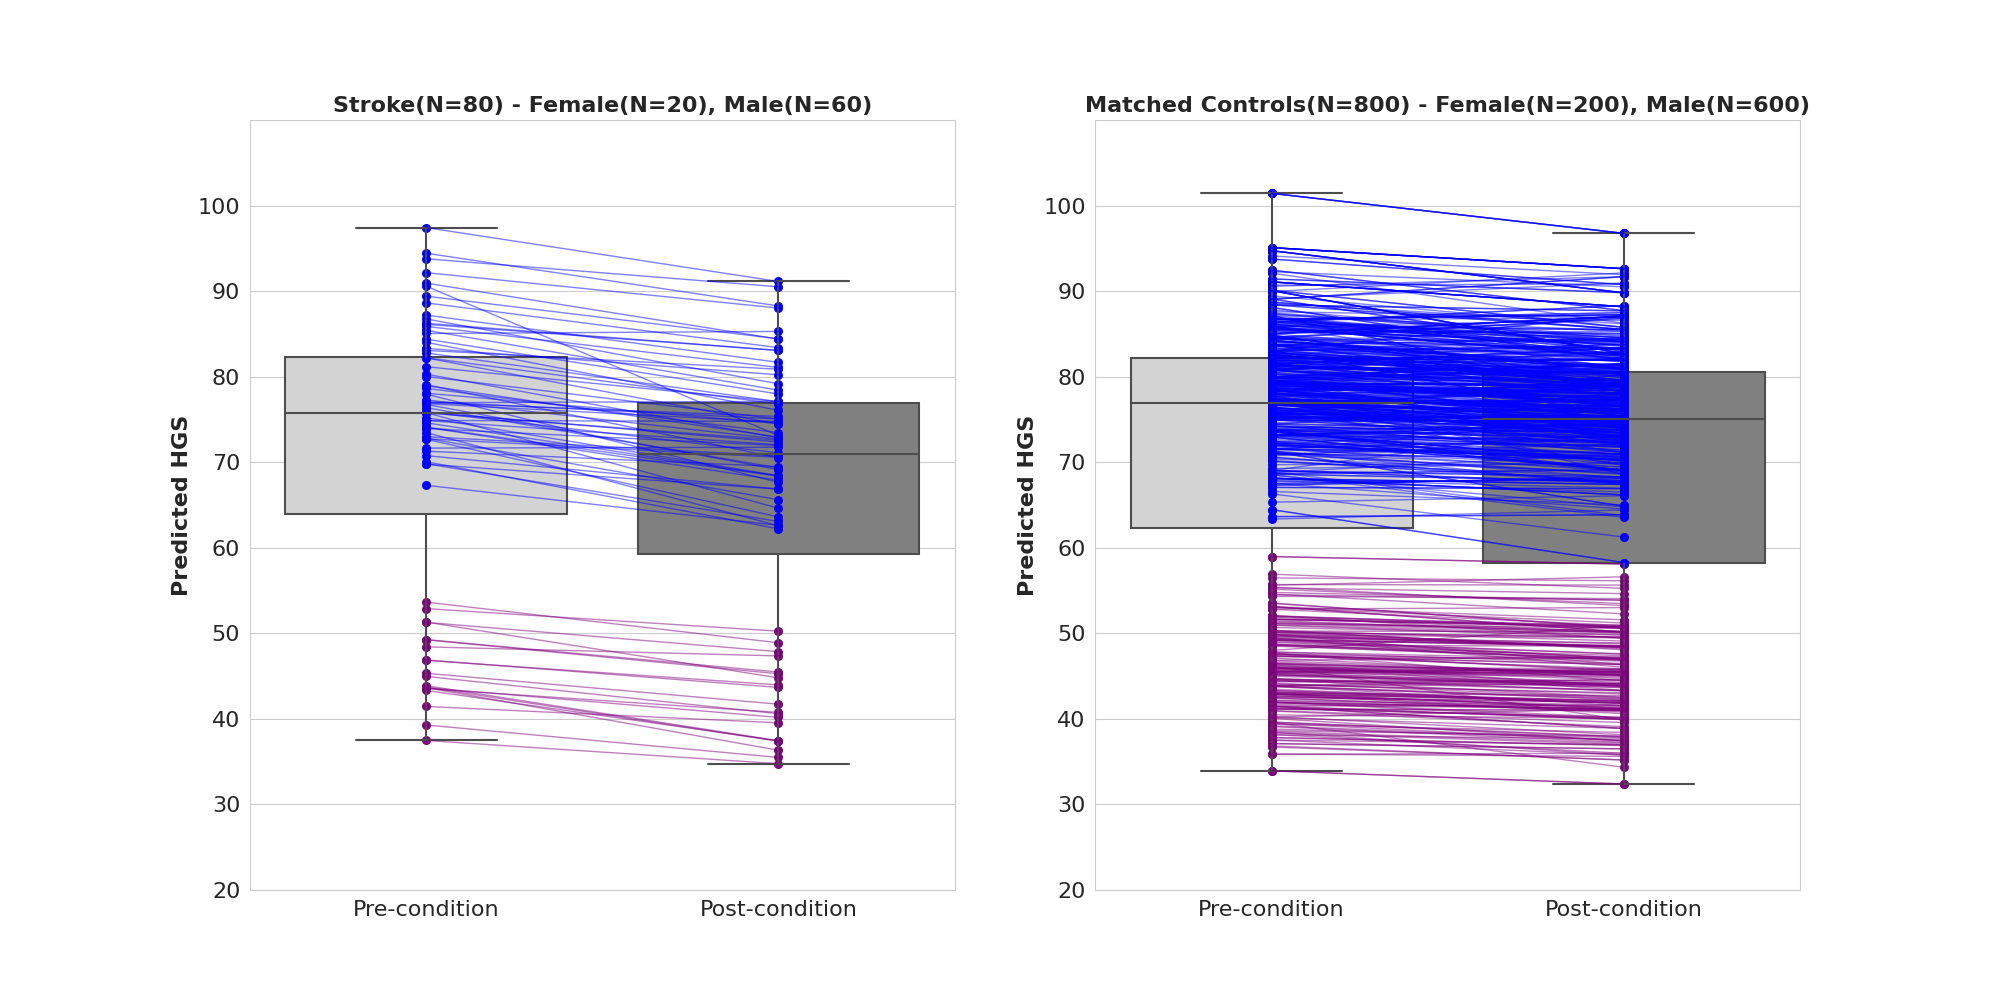 Stroke(N=80) - Female(N=20), Male(N=60)
Predicted HGS
100
90
80
70
60
50
40
30
20
Pre-condition
Post-condition
Matched Controls(N=800) - Female(N=200), Male(N=600)
Predicted HGS
100
90
80
70
60
50
40
30
20
Pre-condition
Post-condition